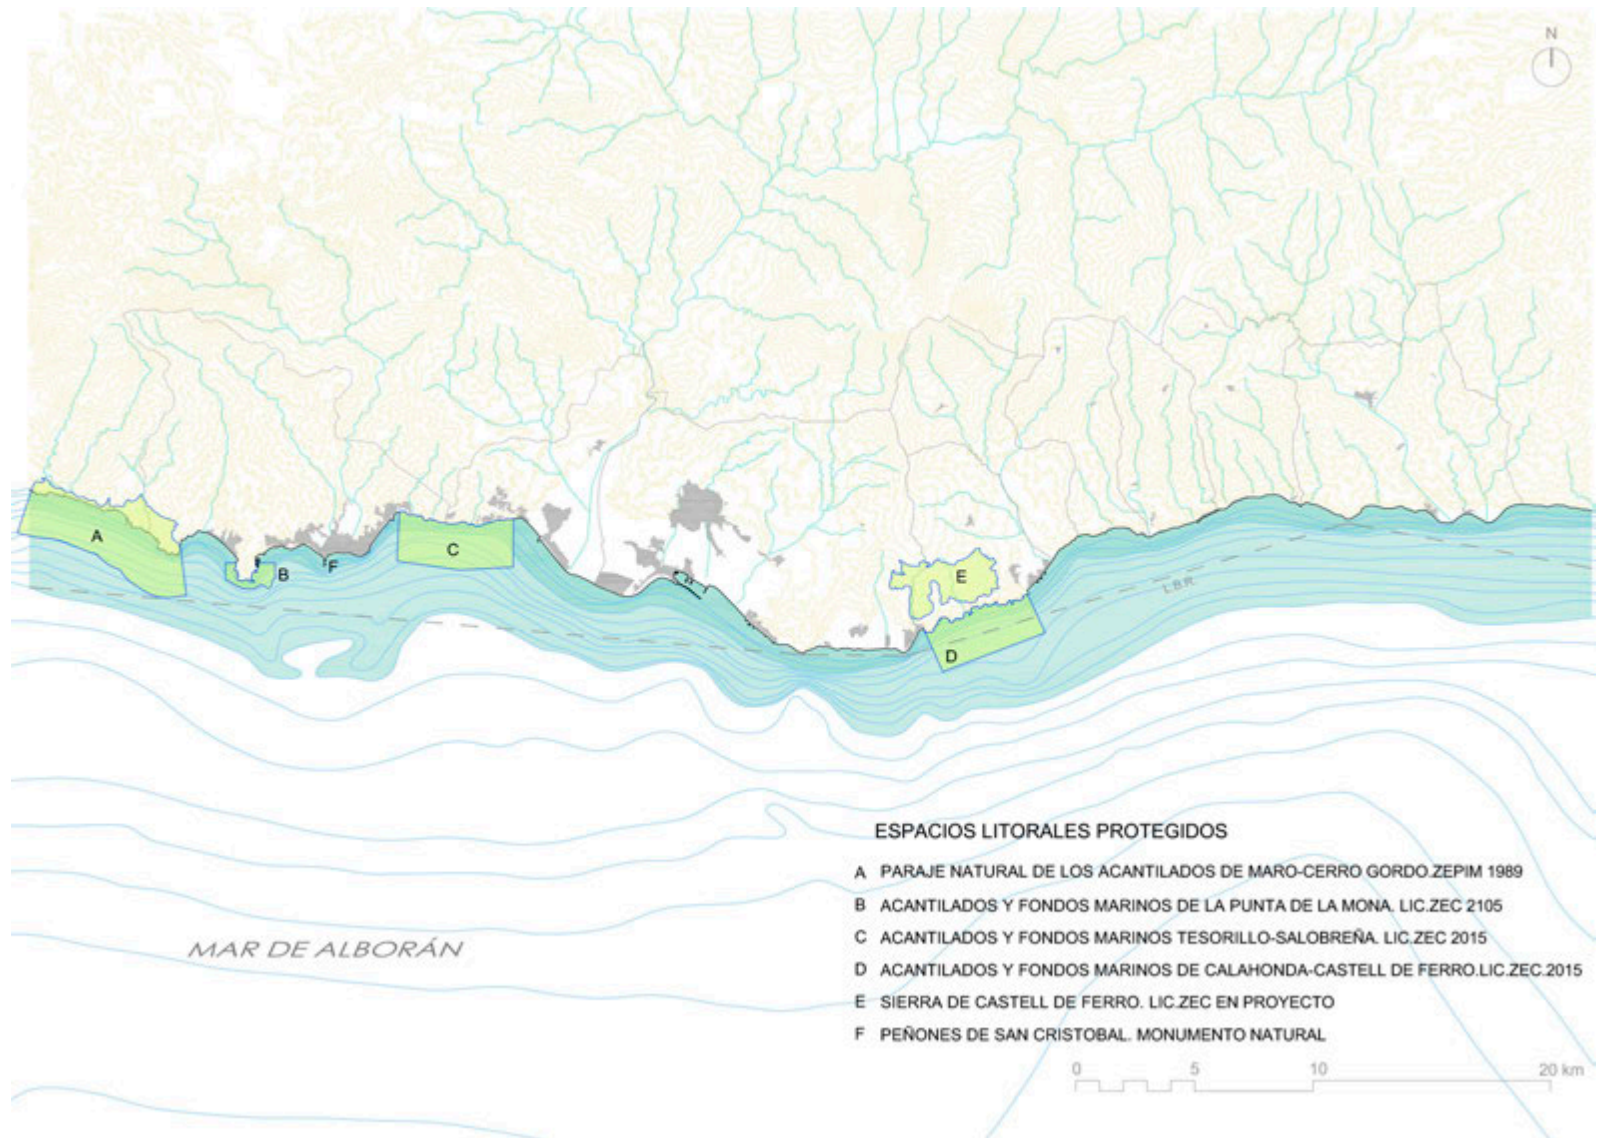 N
A
B
F
C
E
D
LBR
ESPACIOS LITORALES PROTEGIDOS
A PARAJE NATURAL DE LOS ACANTILADOS DE MARO-CERRO GORDO.ZEPIM 1989
B ACANTILADOS Y FONDOS MARINOS DE LA PUNTA DE LA MONA. LIC.ZEC 2105
C ACANTILADOS Y FONDOS MARINOS TESORILLO-SALOBREÑA. LIC.ZEC 2015
D ACANTILADOS Y FONDOS MARINOS DE CALAHONDA-CASTELL DE FERRO.LIC.ZEC.2015
E SIERRA DE CASTELL DE FERRO. LIC.ZEC EN PROYECTO
F PEÑONES DE SAN CRISTOBAL. MONUMENTO NATURAL
MAR DE ALBORÁN
0 5 10 20 km